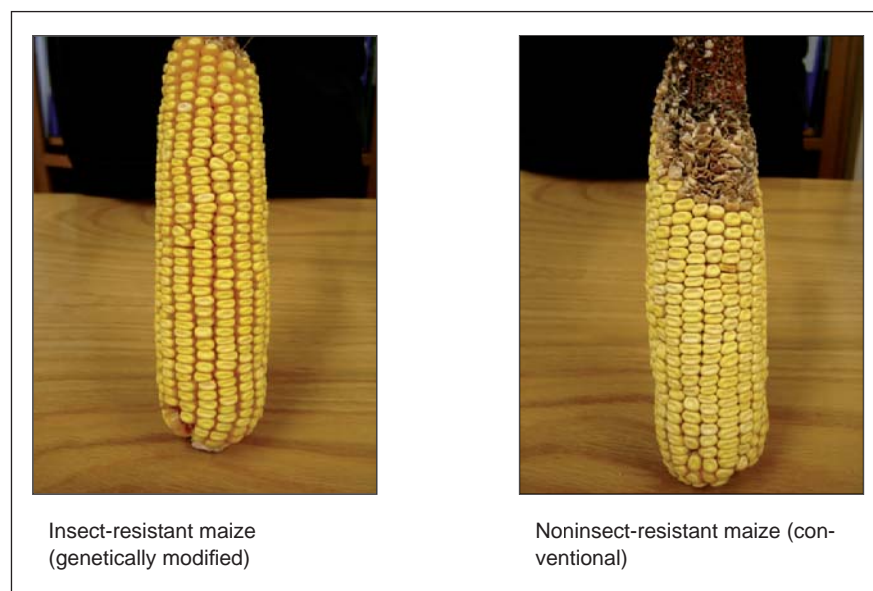 Insect-resistant maize
(genetically modified)
Noninsect-resistant maize (con-
ventional)